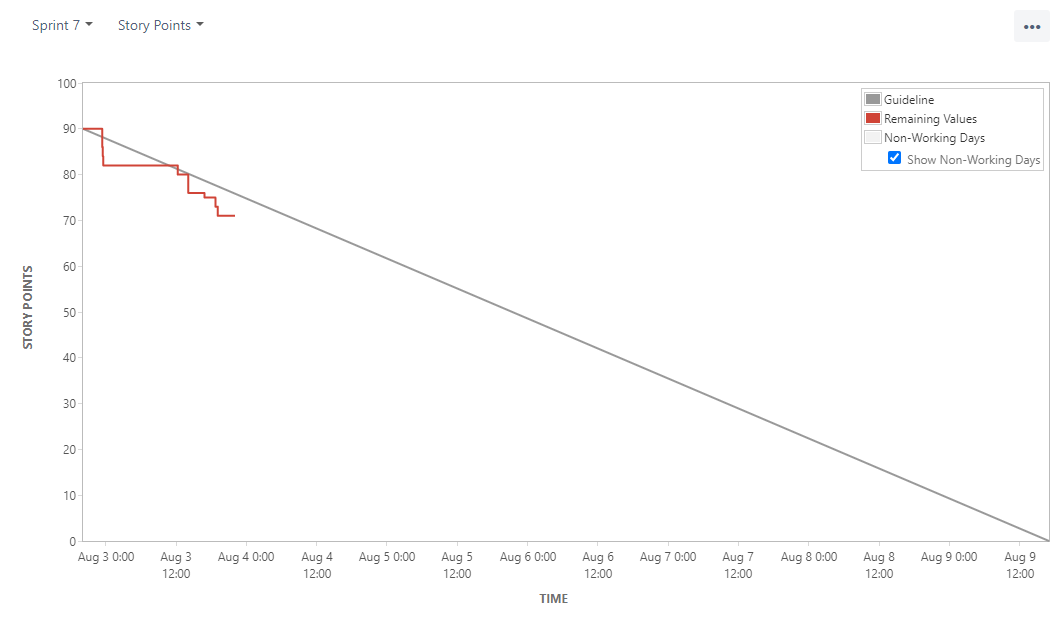 Sprint 7 Story Points
•••
100
90
80
70
60
50
40
30
20
10
0
STORY POINTS
Guideline
Remaining Values
Non-Working Days
Show Non-Working Days
Aug 3 0:00 Aug 3 Aug 4 0:00 Aug 4 Aug 5 0:00 Aug 5 Aug 6 0:00 Aug 6 Aug 7 0:00 Aug 7 Aug 8 0:00 Aug 8 Aug 9 0:00 Aug 9
12:00 12:00 12:00 12:00 12:00 12:00 12:00
TIME